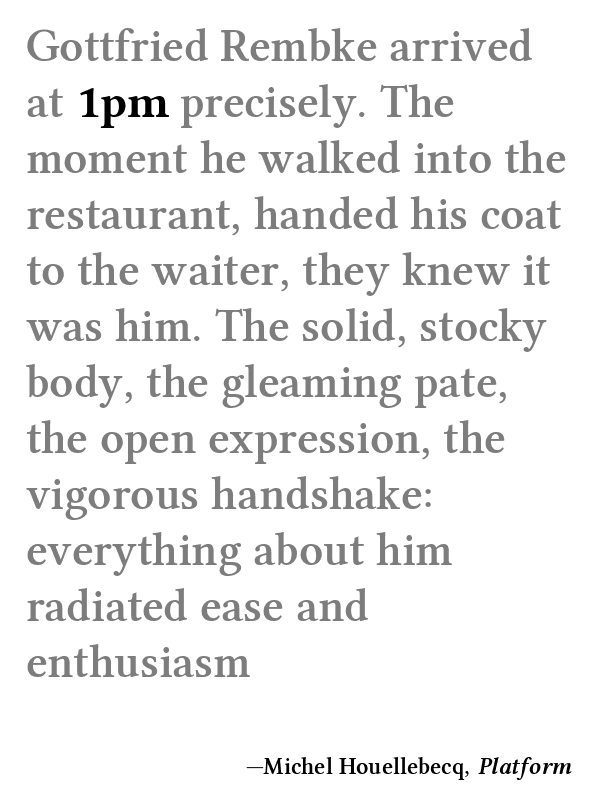 Gottfried Rembke arrived
at 1pm precisely. The
moment he walked into the
restaurant, handed his coat
to the waiter, they knew it
was him. The solid, stocky
body, the gleaming pate,
the open expression, the
vigorous handshake:
everything about him
radiated ease and
enthusiasm
—Michel Houellebecq, Platform